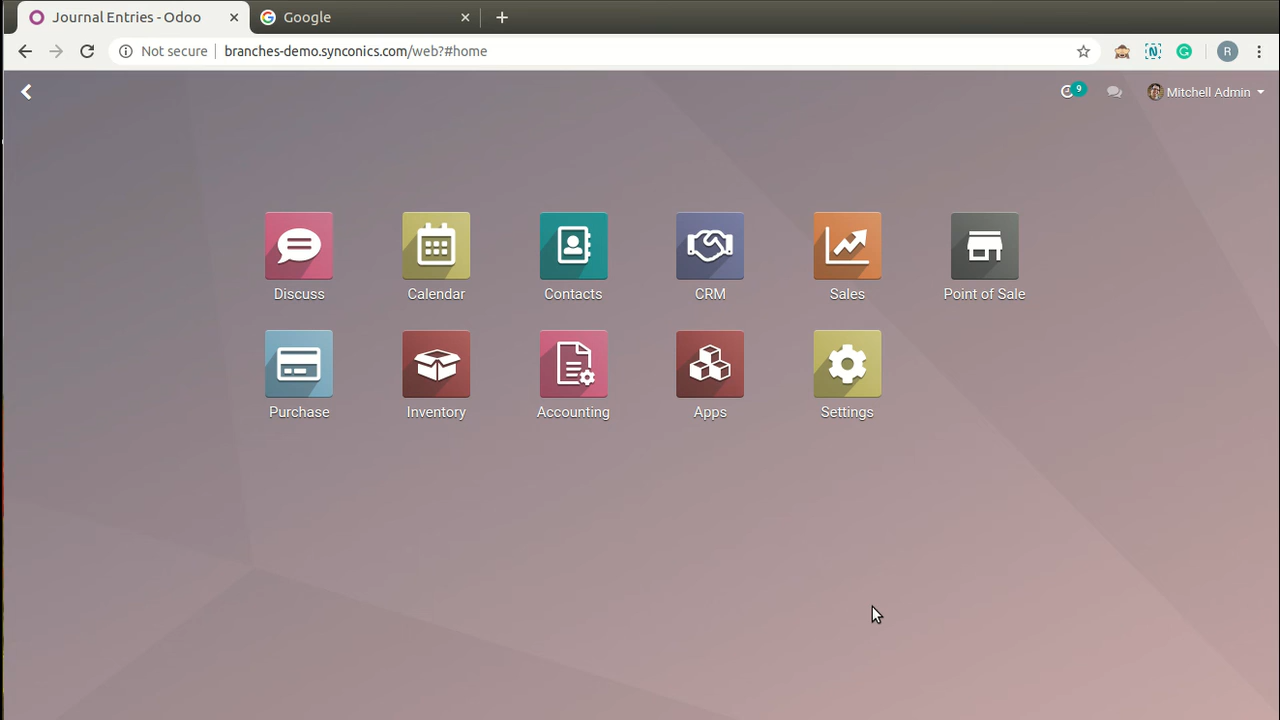 Journal Entries - Odoo
Google
Not secure
branches-demo.synconics.com/web?#home
N
G
R
9
Mitchell Admin
Discuss
Calendar
Contacts
CRM
Sales
Point of Sale
Purchase
Inventory
Accounting
Apps
Settings